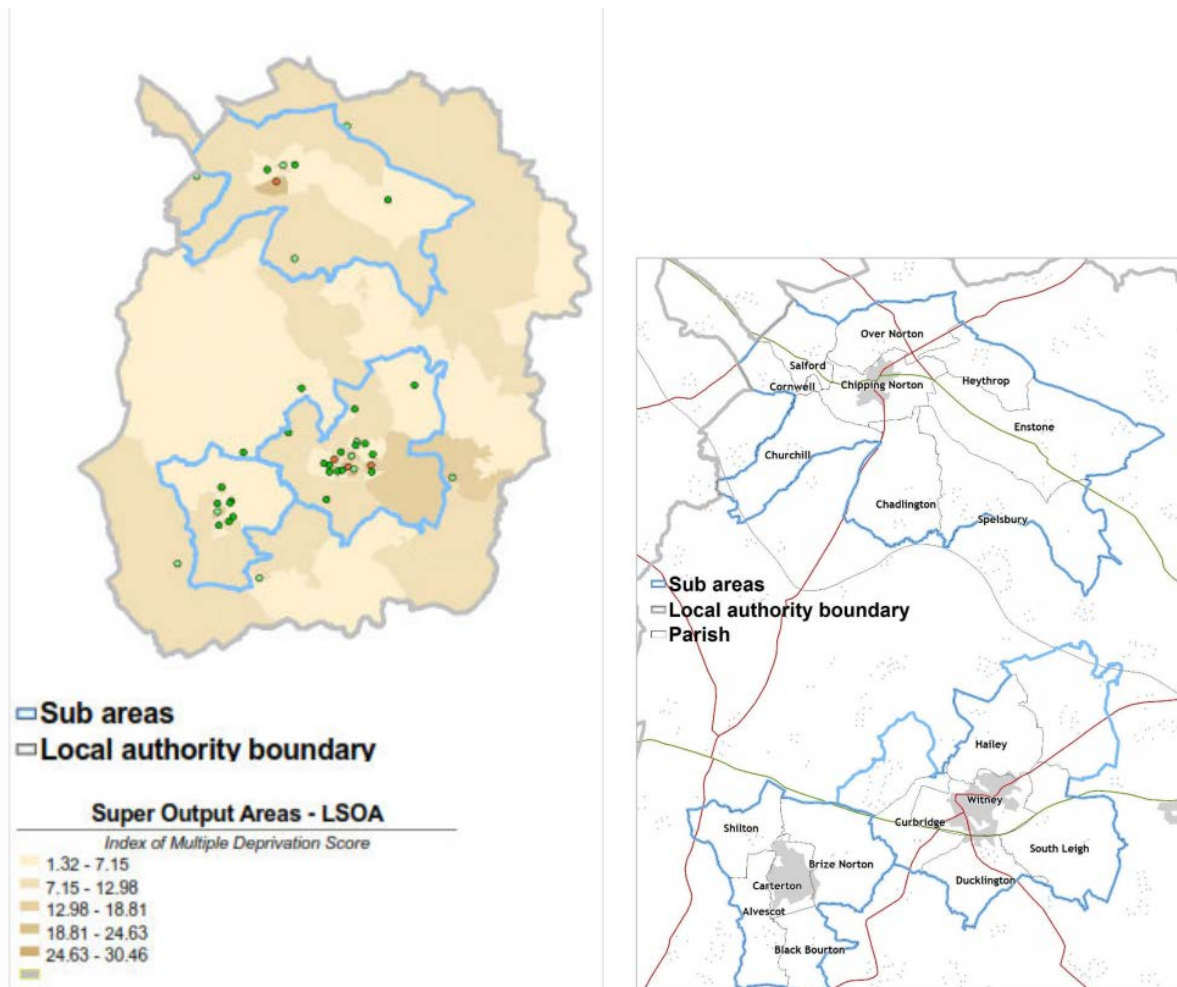 Sub areas
Local authority boundary
Super Output Areas - LSOA
Index of Multiple Deprivation Score
1.32 - 7.15
7.15 - 12.98
12.98 - 18.81
18.81 - 24.63
24.63 - 30.46
Over Norton
Salford
Cornwell
Chipping Norton
Heythrop
Enstone
Churchill
Chadlington
Spelsbury
Sub areas
Local authority boundary
Parish
Hailey
Witney
Curbridge
Shilton
Brize Norton
South Leigh
Carterton
Ducklington
Alvescot
Black Bourton